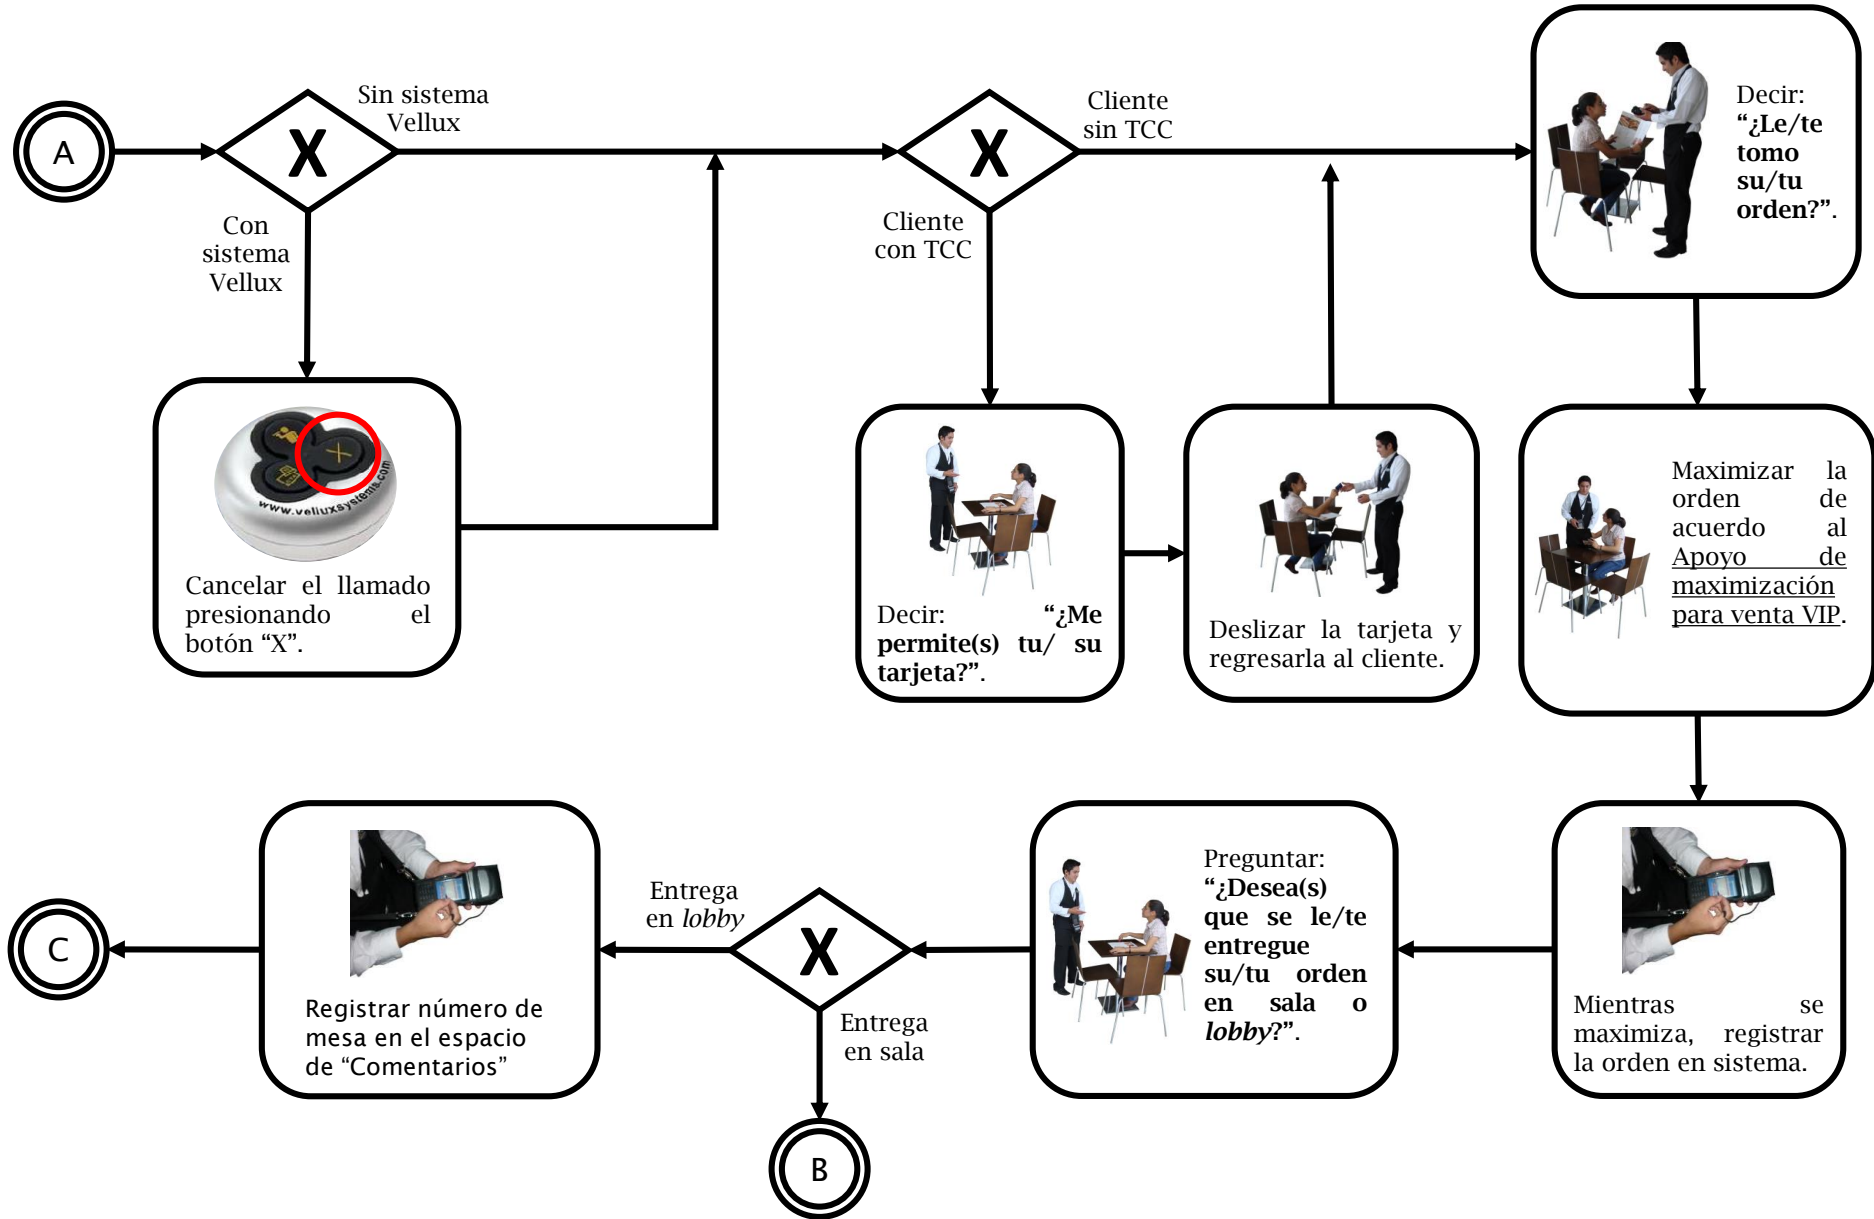 A
X
Sin sistema
Vellux
Con
sistema
Vellux
X
Cliente
sin TCC
Cliente
con TCC
Decir:
“¿Le/te
tomo
su/tu
orden?”.
X
www.velluxsystems.com
Cancelar el llamado
presionando el
botón “X”.
Decir: “¿Me
permite(s) tu/ su
tarjeta?”.
Deslizar la tarjeta y
regresarla al cliente.
Maximizar la
orden de
acuerdo al
Apoyo de
maximización
para venta VIP.
Mientras se
maximiza, registrar
la orden en sistema.
Preguntar:
“¿Desea(s)
que se le/te
entregue
su/tu orden
en sala o
lobby?”.
X
Entrega
en lobby
Entrega
en sala
Registrar número de
mesa en el espacio
de “Comentarios”
C
B